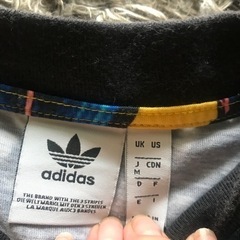 adidas
THE BRAND WITH THE 3 STRIPES
DIE WELTMARKE MIT DEN 3 STREIFEN
LA MARQUE AUX 3 BANDES
UK US
J CDN
M
D F
E I